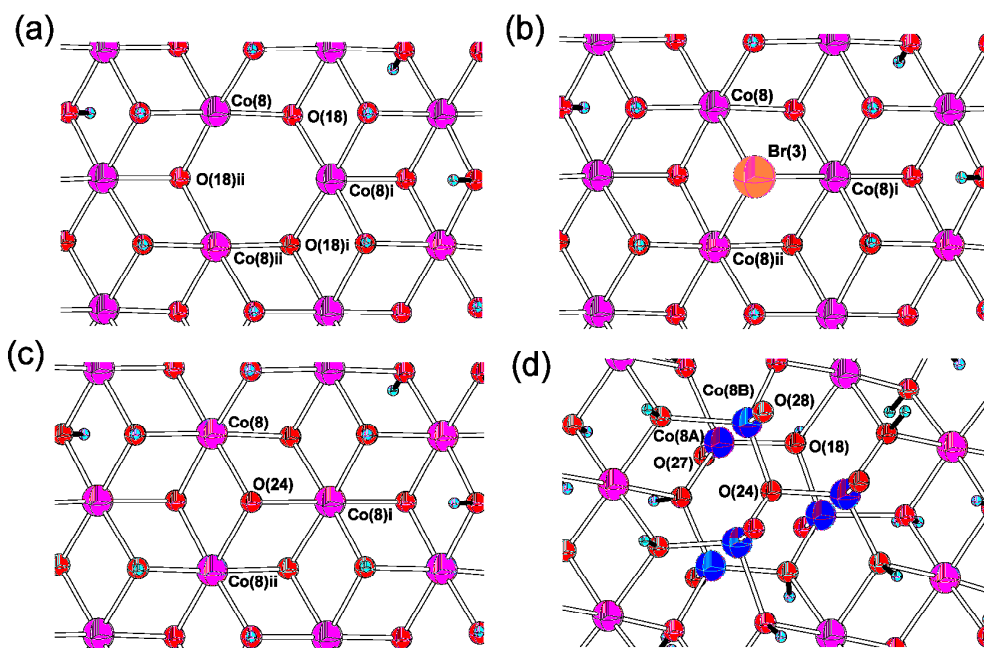 (a)
Co(8)
O(18)
O(18)ii
Co(8)i
Co(8)ii
O(18)i
(b)
Co(8)
Br(3)
Co(8)i
Co(8)ii
(c)
Co(8)
O(24)
Co(8)i
Co(8)ii
(d)
Co(8B)
O(28)
Co(8A)
O(18)
O(27)
O(24)